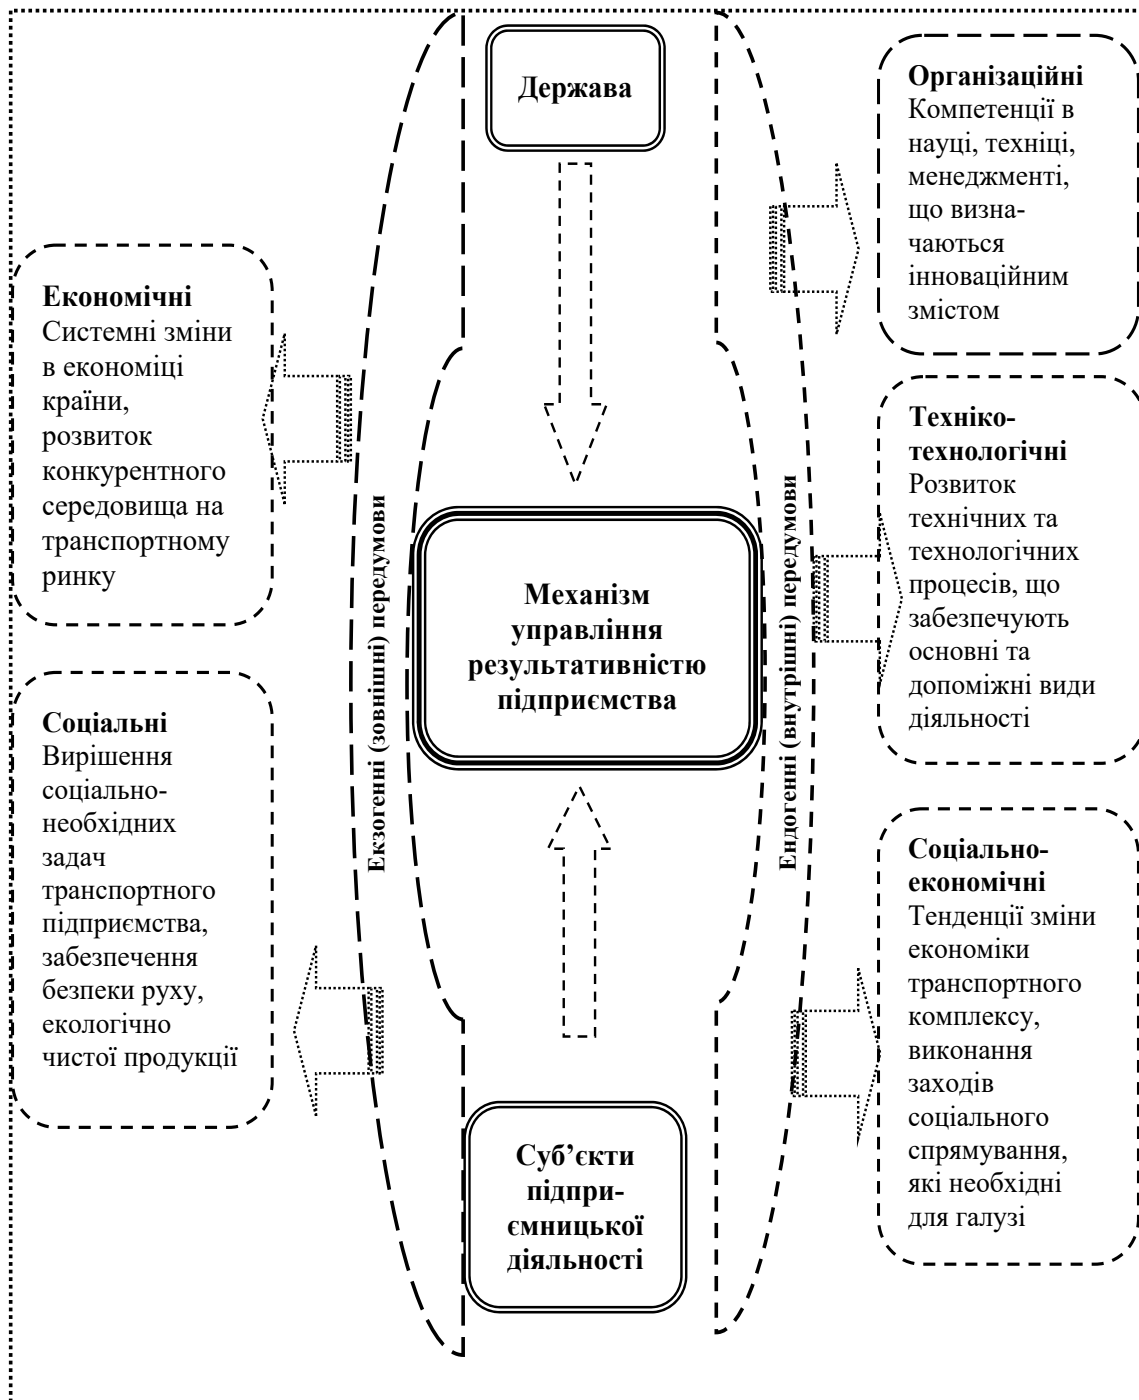 Держава
Організаційні
Компетенції в
науці, техніці,
менеджменті,
що визна-
чаються
інноваційним
змістом
Економічні
Системні зміни
в економіці
країни,
розвиток
конкурентного
середовища на
транспортному
ринку
Техніко-
технологічні
Розвиток
технічних та
технологічних
процесів, що
забезпечують
основні та
допоміжні види
діяльності
Екзогенні (зовнішні) передумови
Механізм
управління
результативністю
підприємства
Ендогенні (внутрішні) передумови
Соціальні
Вирішення
соціально-
необхідних
задач
транспортного
підприємства,
забезпечення
безпеки руху,
екологічно
чистої продукції
Соціально-
економічні
Тенденції зміни
економіки
транспортного
комплексу,
виконання
заходів
соціального
спрямування,
які необхідні
для галузі
Суб’єкти
підпри-
ємницької
діяльності